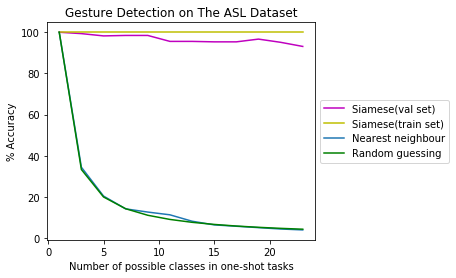 Gesture Detection on The ASL Dataset
100
80
60
40
20
0
% Accuracy
0
5
10
15
20
Number of possible classes in one-shot tasks
Siamese(val set)
Siamese(train set)
Nearest neighbour
Random guessing